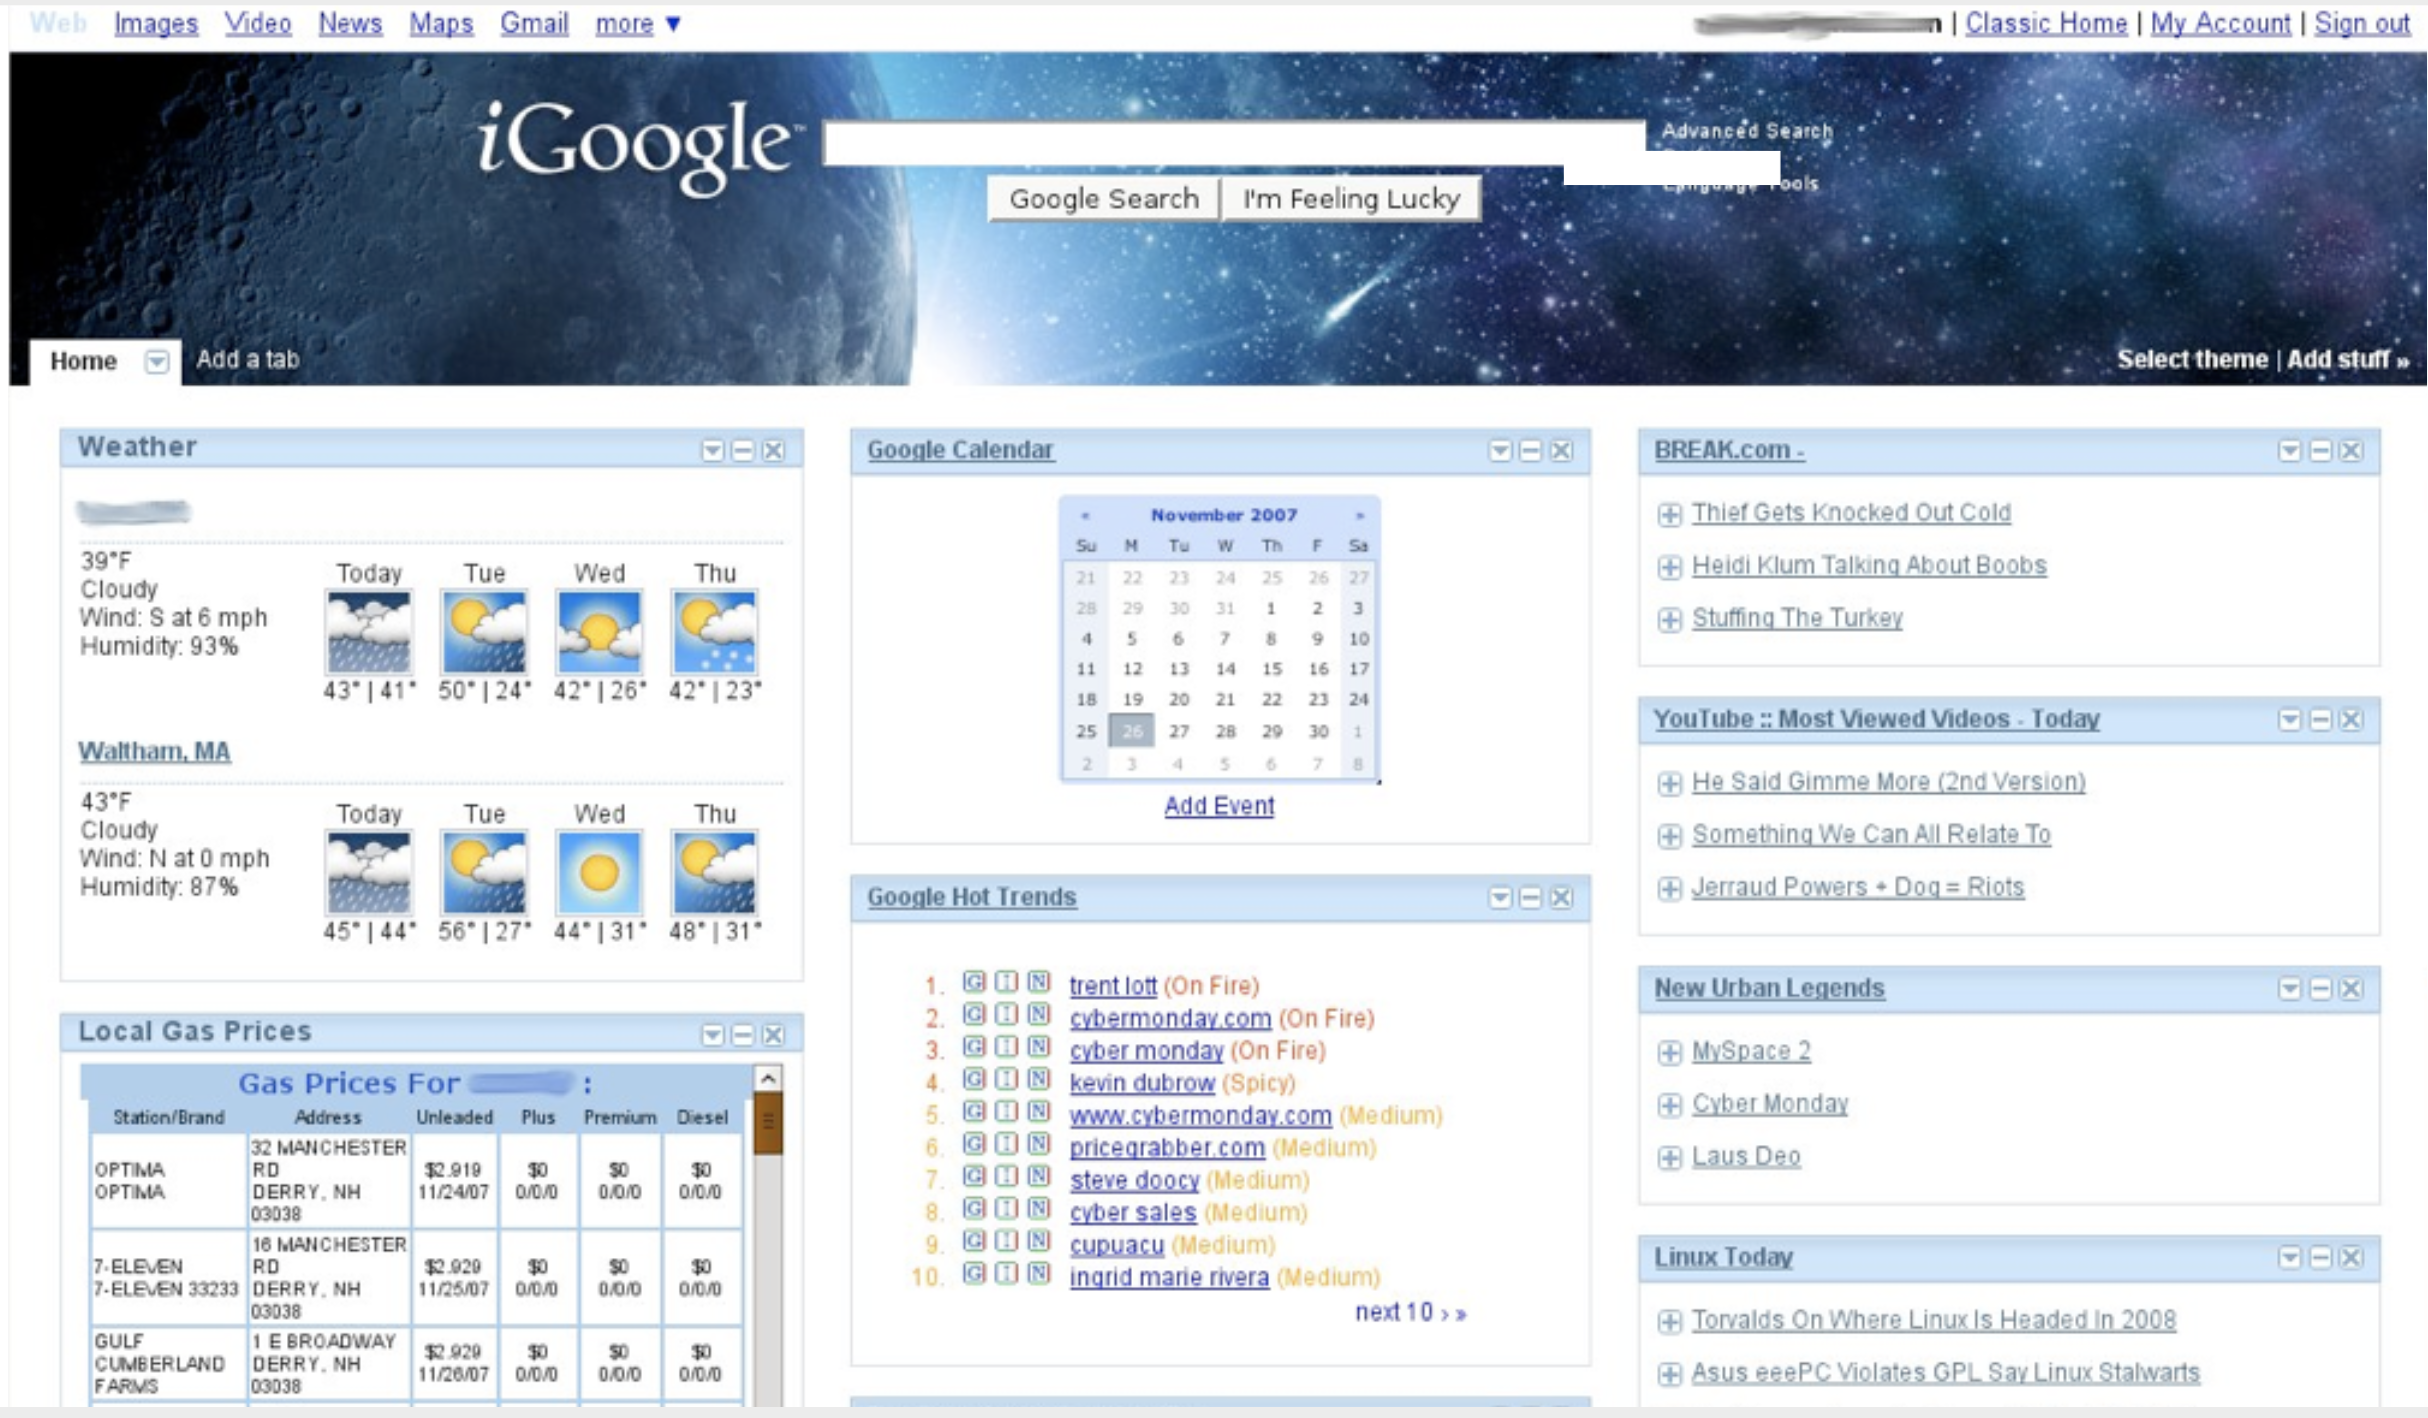 Web Images Video News Maps Gmail more ▼
| Classic Home | My Account | Sign out
iGoogle™
Advanced Search
Tools
Google Search I'm Feeling Lucky
Home Add a tab
Select theme | Add stuff »
Weather
39°F
Cloudy
Wind: S at 6 mph
Humidity: 93%
Today Tue Wed Thu
43° | 41° 50° | 24° 42° | 26° 42° | 23°
Waltham, MA
43°F
Cloudy
Wind: N at 0 mph
Humidity: 87%
Today Tue Wed Thu
45° | 44° 56° | 27° 44° | 31° 48° | 31°
Local Gas Prices
Gas Prices For :
Station/Brand Address Unleaded Plus Premium Diesel
OPTIMA
OPTIMA
32 MANCHESTER
RD
DERRY, NH
03038
$2.919 $0 $0 $0
11/24/07 0/0/0 0/0/0 0/0/0
7-ELEVEN
7-ELEVEN 33233
16 MANCHESTER
RD
DERRY, NH
03038
$2.929 $0 $0 $0
11/25/07 0/0/0 0/0/0 0/0/0
GULF
CUMBERLAND
FARMS
1 E BROADWAY
DERRY, NH
03038
$2.929 $0 $0 $0
11/26/07 0/0/0 0/0/0 0/0/0
Google Calendar
« November 2007 »
Su M Tu W Th F Sa
21 22 23 24 25 26 27
28 29 30 31 1 2 3
4 5 6 7 8 9 10
11 12 13 14 15 16 17
18 19 20 21 22 23 24
25 26 27 28 29 30 1
2 3 4 5 6 7 8
Add Event
Google Hot Trends
1. G I N trent lott (On Fire)
2. G I N cybermonday.com (On Fire)
3. G I N cyber monday (On Fire)
4. G I N kevin dubrow (Spicy)
5. G I N www.cybermonday.com (Medium)
6. G I N pricegrabber.com (Medium)
7. G I N steve doocy (Medium)
8. G I N cyber sales (Medium)
9. G I N cupuacu (Medium)
10. G I N ingrid marie rivera (Medium)
next 10 › »
BREAK.com -
Thief Gets Knocked Out Cold
Heidi Klum Talking About Boobs
Stuffing The Turkey
YouTube :: Most Viewed Videos - Today
He Said Gimme More (2nd Version)
Something We Can All Relate To
Jerraud Powers + Dog = Riots
New Urban Legends
MySpace 2
Cyber Monday
Laus Deo
Linux Today
Torvalds On Where Linux Is Headed In 2008
Asus eeePC Violates GPL Say Linux Stalwarts